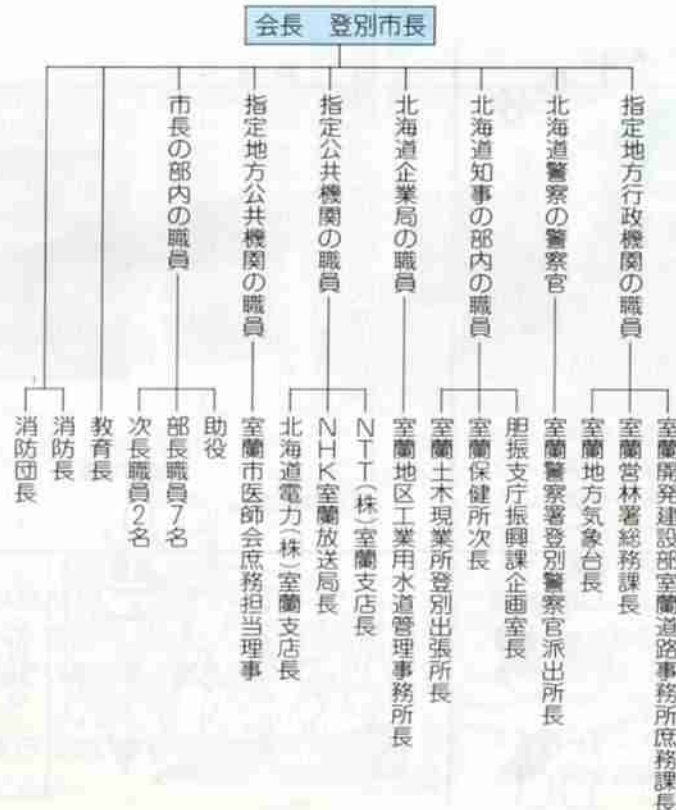 会長　登別市長
指定地方行政機関の職員
室蘭開発建設部室蘭道路事務所庶務課長
室蘭営林署総務課長
室蘭地方気象台長
北海道警察の警察官
室蘭警察署登別警察官派出所長
北海道知事の部内の職員
胆振支庁振興課企画室長
室蘭保健所次長
室蘭土木現業所登別出張所長
北海道企業局の職員
室蘭地区工業用水道管理事務所長
指定公共機関の職員
NTT(株)室蘭支店長
NHK室蘭放送局長
北海道電力(株)室蘭支店長
指定地方公共機関の職員
室蘭市医師会庶務担当理事
市長の部内の職員
助役
部長職員7名
次長職員2名
教育長
消防長
消防団長